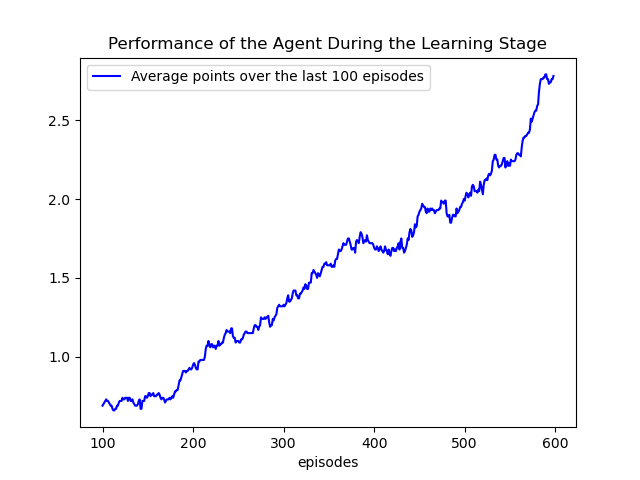 Performance of the Agent During the Learning Stage
Average points over the last 100 episodes
2.5
2.0
1.5
1.0
100 200 300 400 500 600
episodes